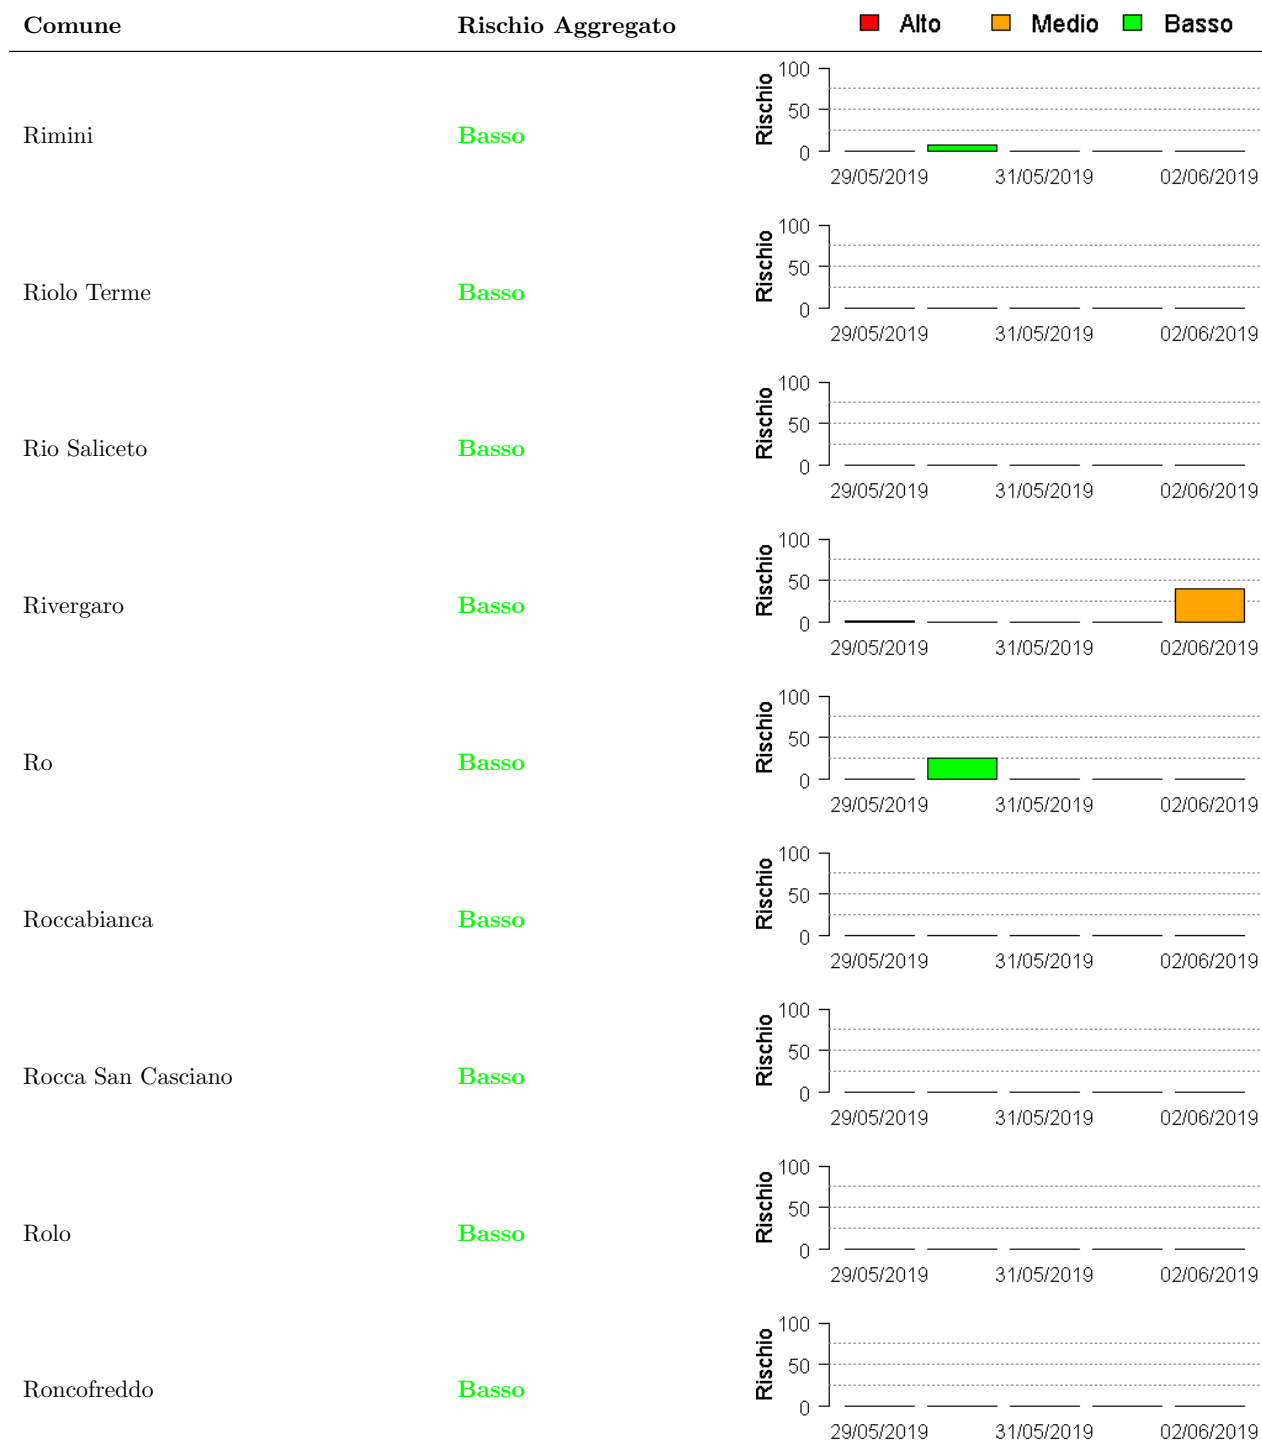 Comune Rischio Aggregato Alto Medio Basso
100
50
0
Rischio
Rimini Basso
29/05/2019 31/05/2019 02/06/2019
100
50
0
Rischio
Riolo Terme Basso
29/05/2019 31/05/2019 02/06/2019
100
50
0
Rischio
Rio Saliceto Basso
29/05/2019 31/05/2019 02/06/2019
100
50
0
Rischio
Rivergaro Basso
29/05/2019 31/05/2019 02/06/2019
100
50
0
Rischio
Ro Basso
29/05/2019 31/05/2019 02/06/2019
100
50
0
Rischio
Roccabianca Basso
29/05/2019 31/05/2019 02/06/2019
100
50
0
Rischio
Rocca San Casciano Basso
29/05/2019 31/05/2019 02/06/2019
100
50
0
Rischio
Rolo Basso
29/05/2019 31/05/2019 02/06/2019
100
50
0
Rischio
Roncofreddo Basso
29/05/2019 31/05/2019 02/06/2019